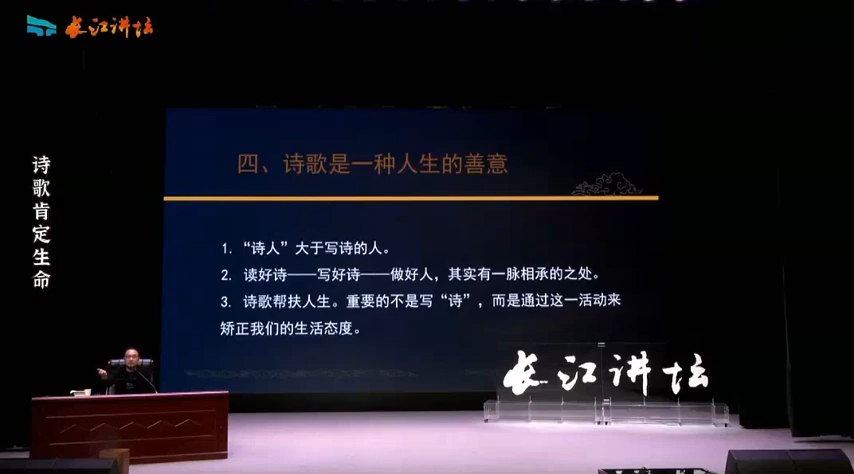 长江讲坛
诗歌肯定生命
四、诗歌是一种人生的善意
1. “诗人”大于写诗的人。
2. 读好诗——写好诗——做好人，其实有一脉相承的之处。
3. 诗歌帮扶人生。重要的不是写“诗”，而是通过这一活动来
矫正我们的生活态度。
长江讲坛